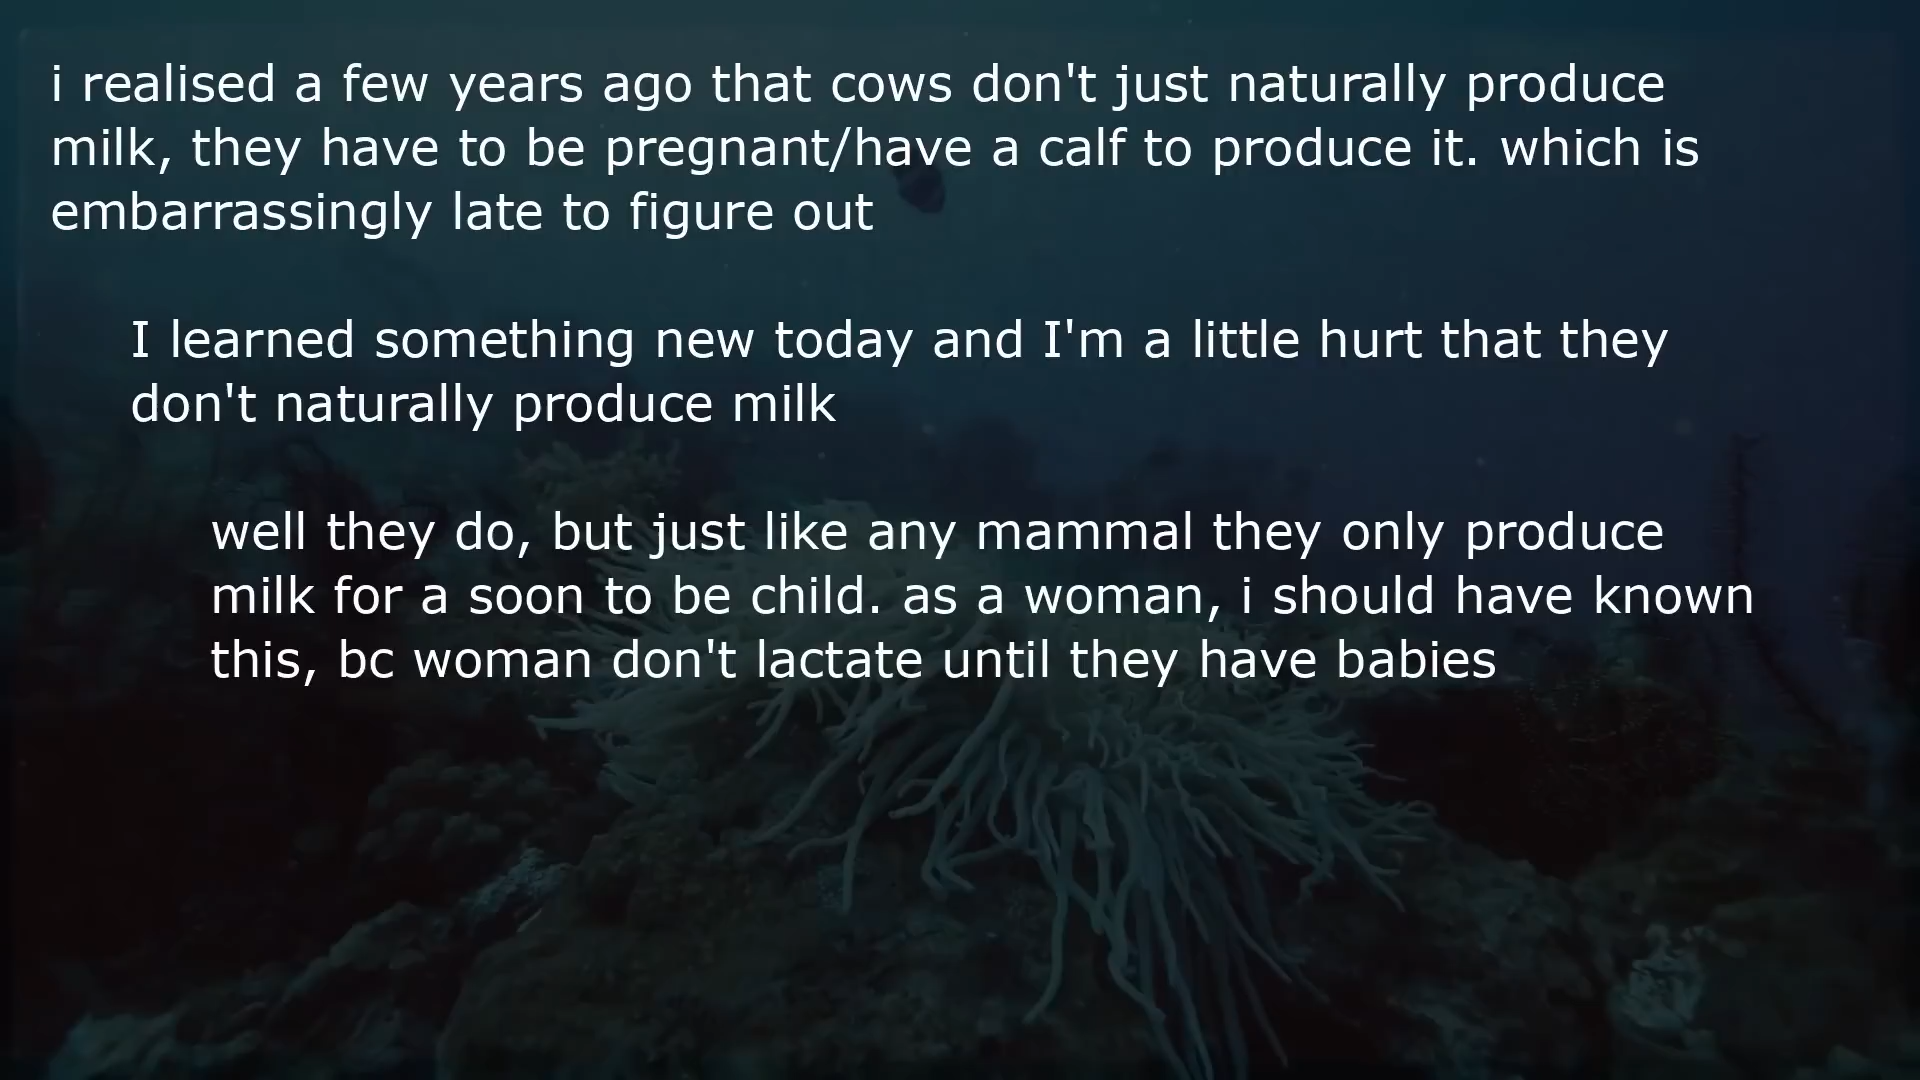 i realised a few years ago that cows don't just naturally produce
milk, they have to be pregnant/have a calf to produce it. which is
embarrassingly late to figure out
I learned something new today and I'm a little hurt that they
don't naturally produce milk
well they do, but just like any mammal they only produce
milk for a soon to be child. as a woman, i should have known
this, bc woman don't lactate until they have babies